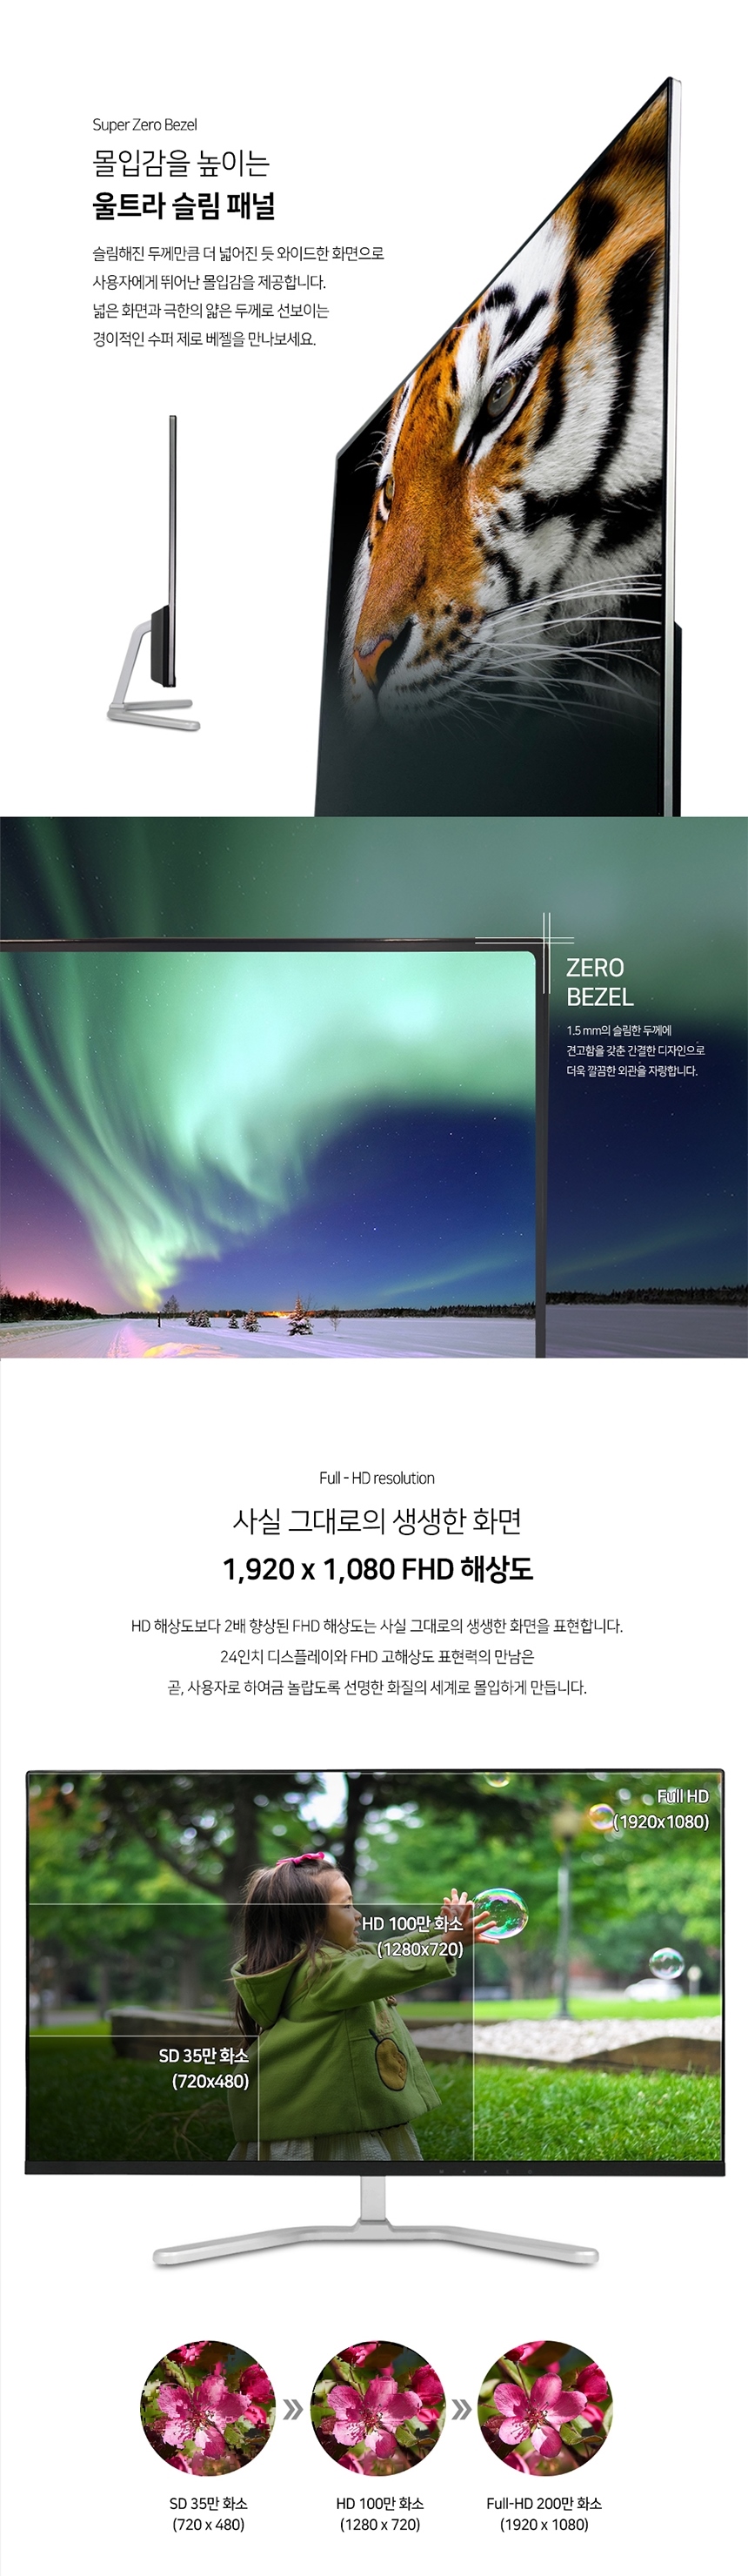 Super Zero Bezel
몰입감을 높이는
울트라 슬림 패널
슬림해진 두께만큼 더 넓어진 듯 와이드한 화면으로
사용자에게 뛰어난 몰입감을 제공합니다.
넓은 화면과 극한의 얇은 두께로 선보이는
경이적인 수퍼 제로 베젤을 만나보세요.
ZERO
BEZEL
1.5 mm의 슬림한 두께에
견고함을 갖춘 간결한 디자인으로
더욱 깔끔한 외관을 자랑합니다.
Full - HD resolution
사실 그대로의 생생한 화면
1,920 x 1,080 FHD 해상도
HD 해상도보다 2배 향상된 FHD 해상도는 사실 그대로의 생생한 화면을 표현합니다.
24인치 디스플레이와 FHD 고해상도 표현력의 만남은
곧, 사용자로 하여금 놀랍도록 선명한 화질의 세계로 몰입하게 만듭니다.
Full HD
(1920x1080)
HD 100만 화소
(1280x720)
SD 35만 화소
(720x480)
SD 35만 화소
(720 x 480)
HD 100만 화소
(1280 x 720)
Full-HD 200만 화소
(1920 x 1080)